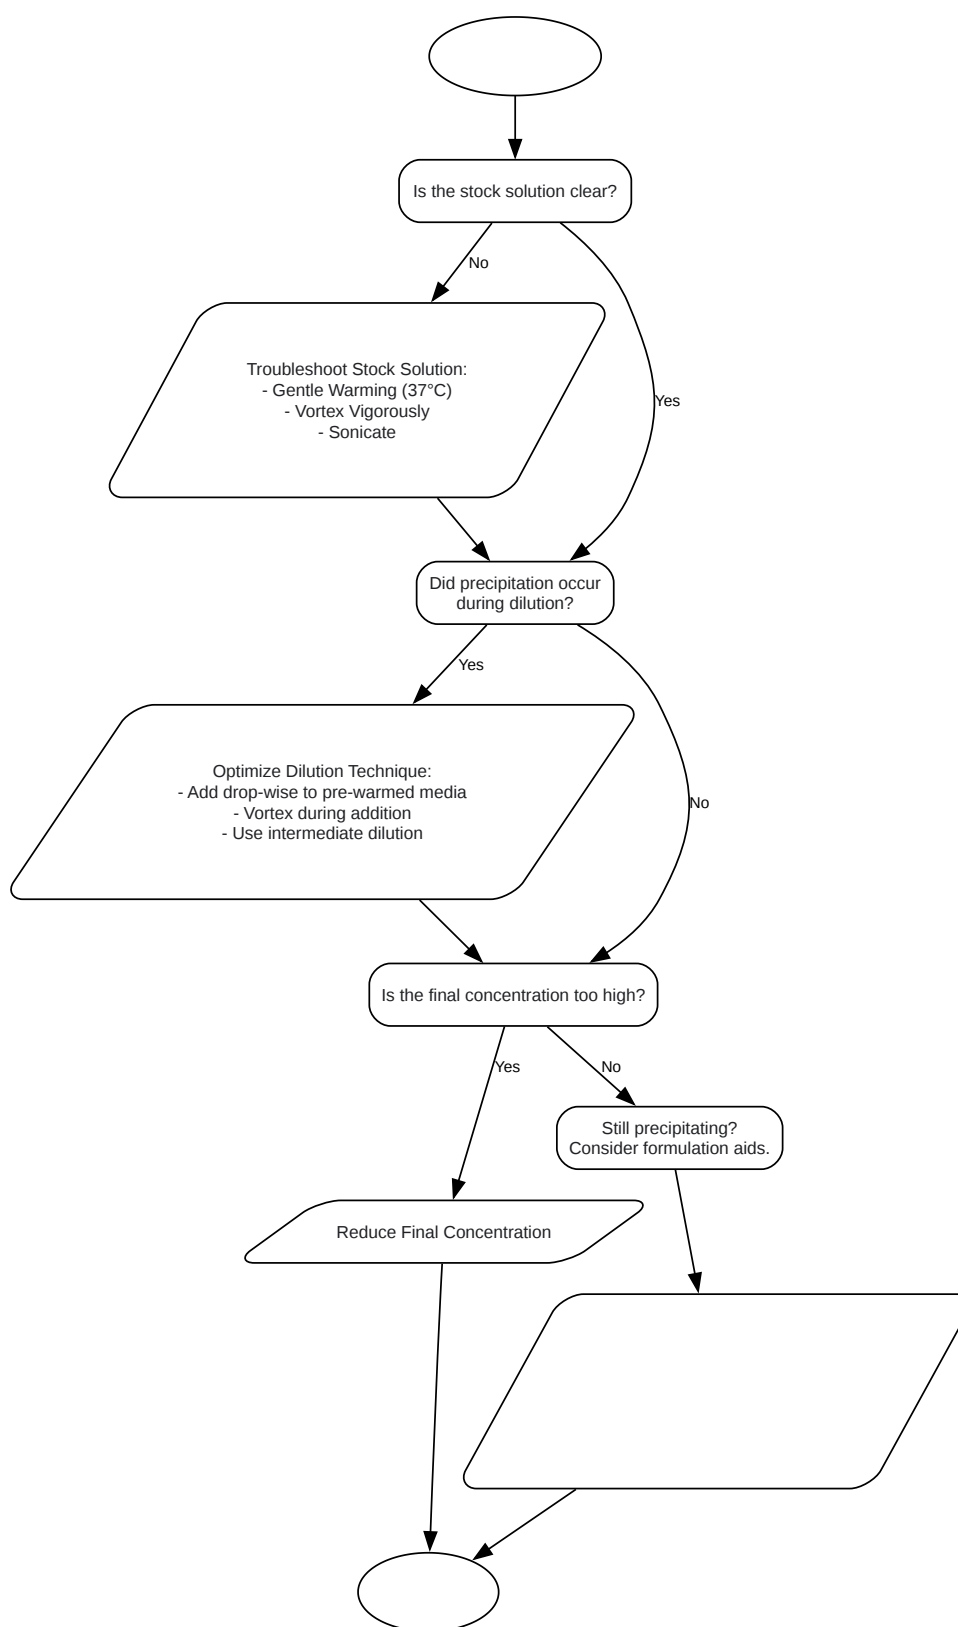 Is the stock solution clear?
No
Troubleshoot Stock Solution:
- Gentle Warming (37°C)
- Vortex Vigorously
- Sonicate
Yes
Did precipitation occur
during dilution?
Yes
Optimize Dilution Technique:
- Add drop-wise to pre-warmed media
- Vortex during addition
- Use intermediate dilution
No
Is the final concentration too high?
Yes
No
Still precipitating?
Consider formulation aids.
Reduce Final Concentration